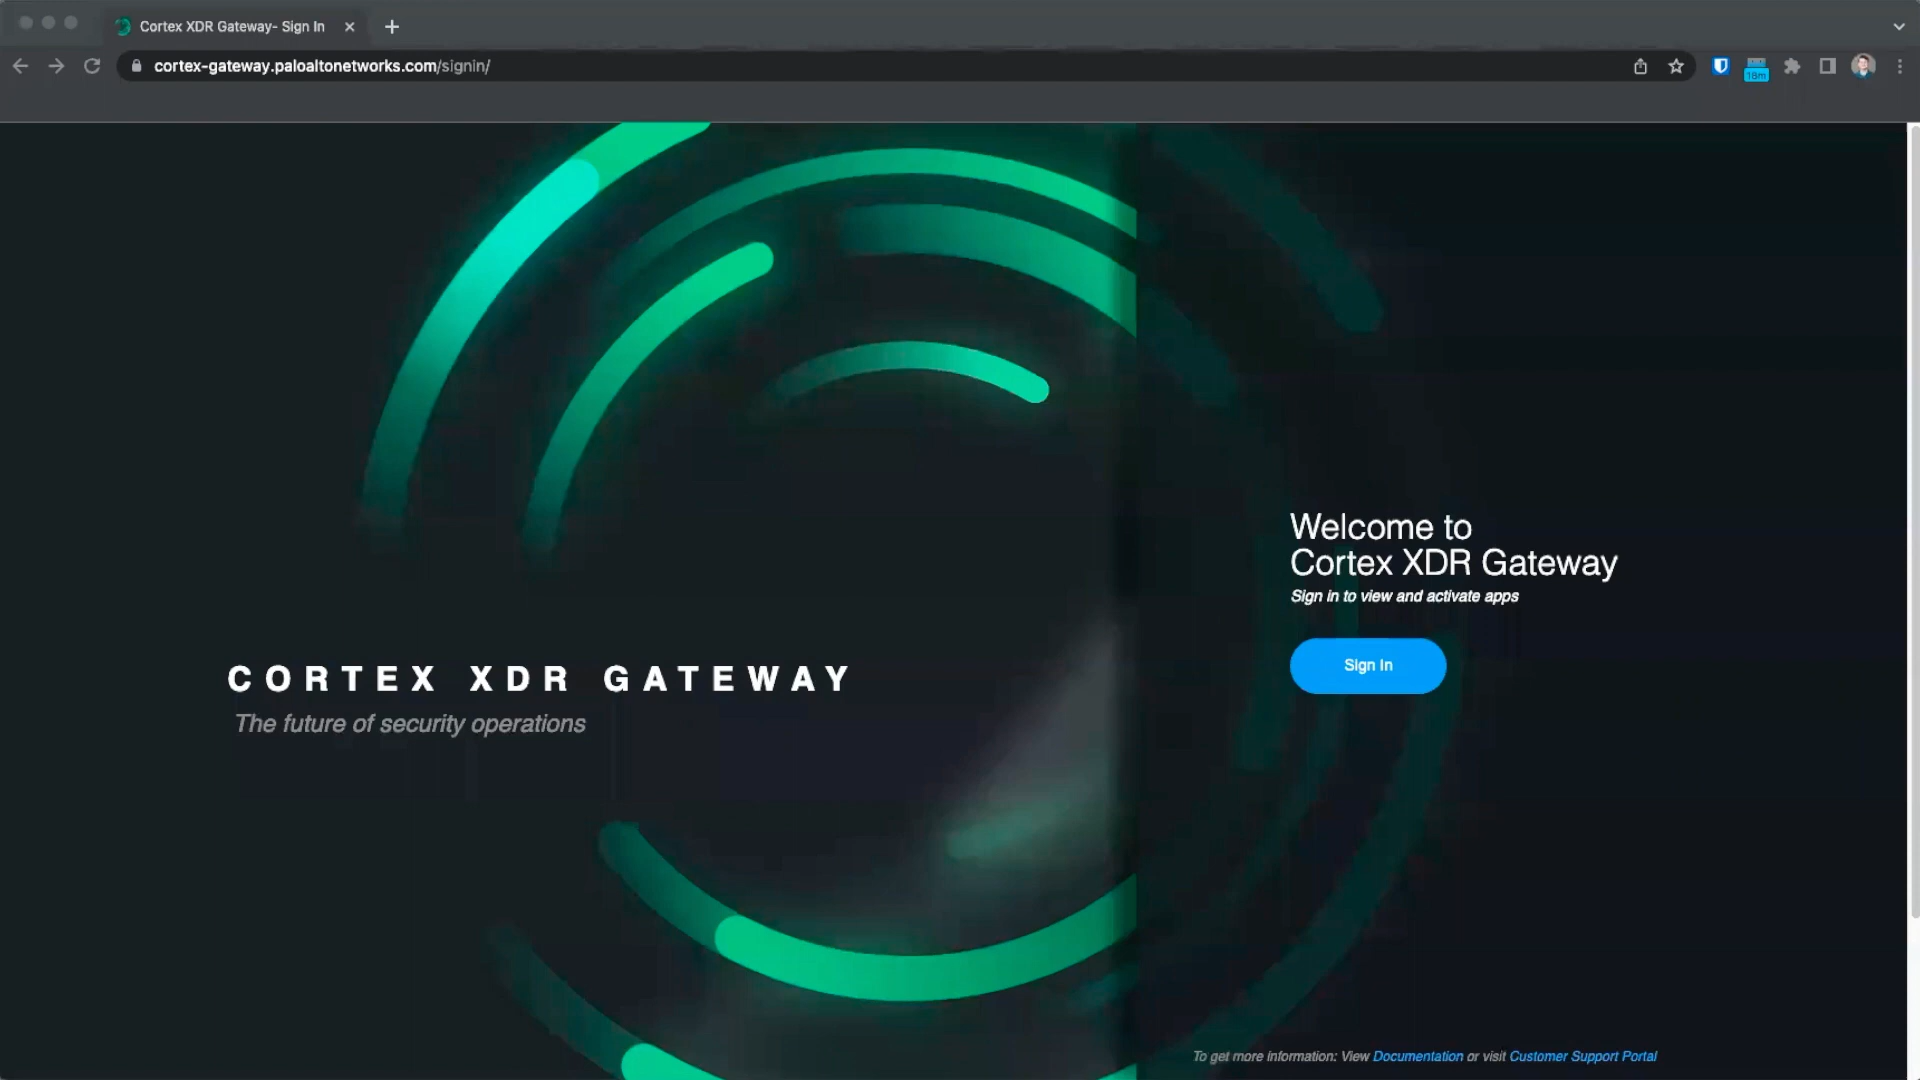 Cortex XDR Gateway- Sign In
cortex-gateway.paloaltonetworks.com/signin/
18m
Welcome to
Cortex XDR Gateway
Sign in to view and activate apps
Sign In
CORTEX XDR GATEWAY
The future of security operations
To get more information: View Documentation or visit Customer Support Portal